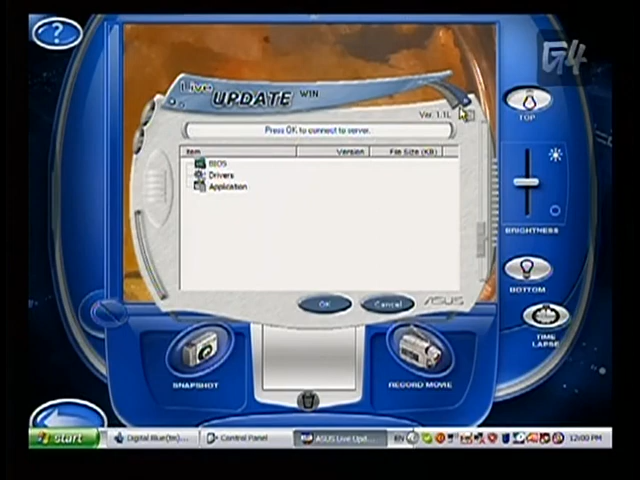 ?
G4
Live
UPDATE WIN
Ver. 1.1L
Press OK to connect to server.
Item Version File Size (KB)
BIOS
Drivers
Application
OK Cancel ASUS
TOP
BRIGHTNESS
BOTTOM
TIME
LAPSE
SNAPSHOT
RECORD MOVIE
start Digital Blue(tm)... Control Panel ASUS Live Upd... EN 12:00 PM